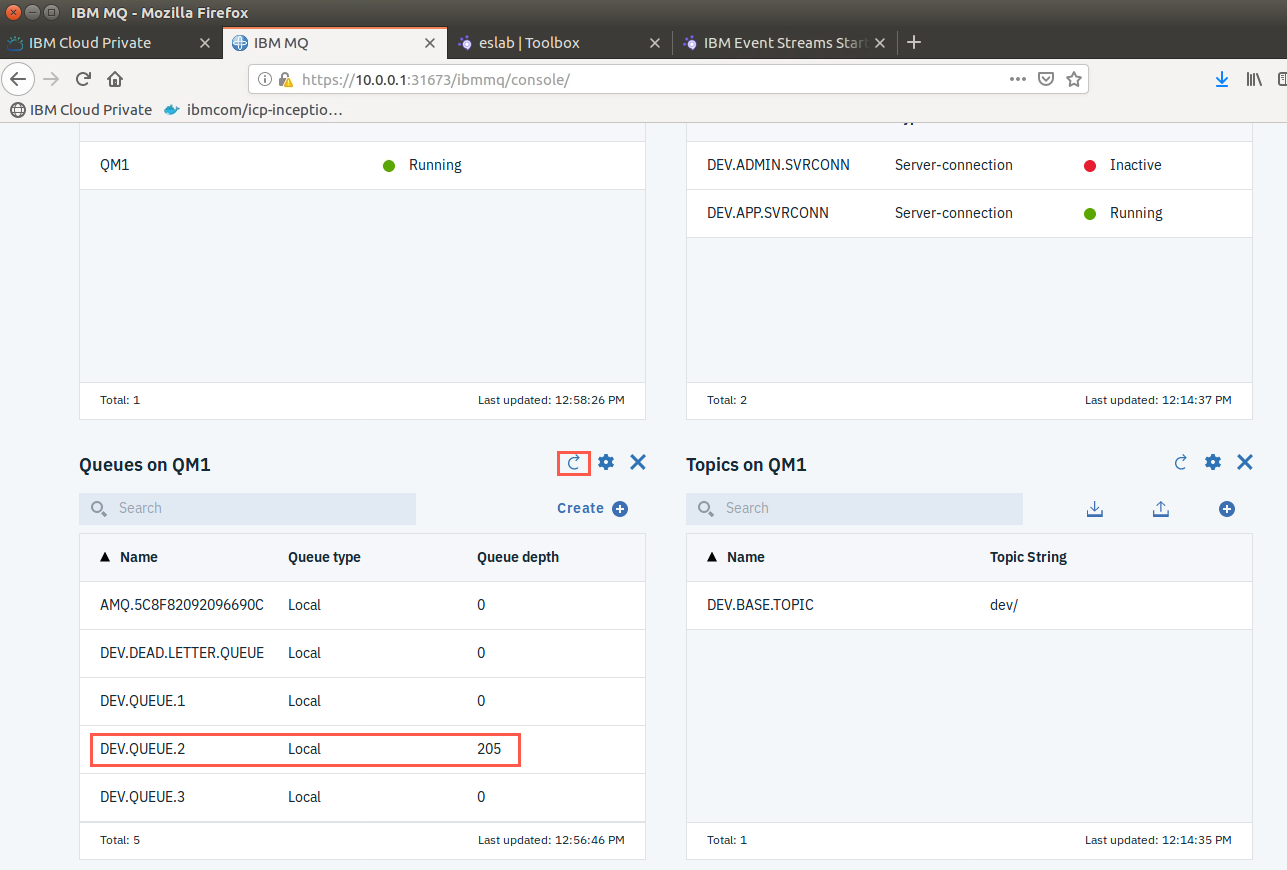 IBM MQ - Mozilla Firefox
IBM Cloud Private
IBM MQ
eslab | Toolbox
IBM Event Streams Star
https://10.0.0.1:31673/ibmmq/console/
IBM Cloud Private
ibmcom/icp-inceptio…
QM1 Running
Total: 1 Last updated: 12:58:26 PM
DEV.ADMIN.SVRCONN Server-connection Inactive
DEV.APP.SVRCONN Server-connection Running
Total: 2 Last updated: 12:14:37 PM
Queues on QM1
Search
Create
Name Queue type Queue depth
AMQ.5C8F82092096690C Local 0
DEV.DEAD.LETTER.QUEUE Local 0
DEV.QUEUE.1 Local 0
DEV.QUEUE.2 Local 205
DEV.QUEUE.3 Local 0
Total: 5 Last updated: 12:56:46 PM
Topics on QM1
Search
Name Topic String
DEV.BASE.TOPIC dev/
Total: 1 Last updated: 12:14:35 PM